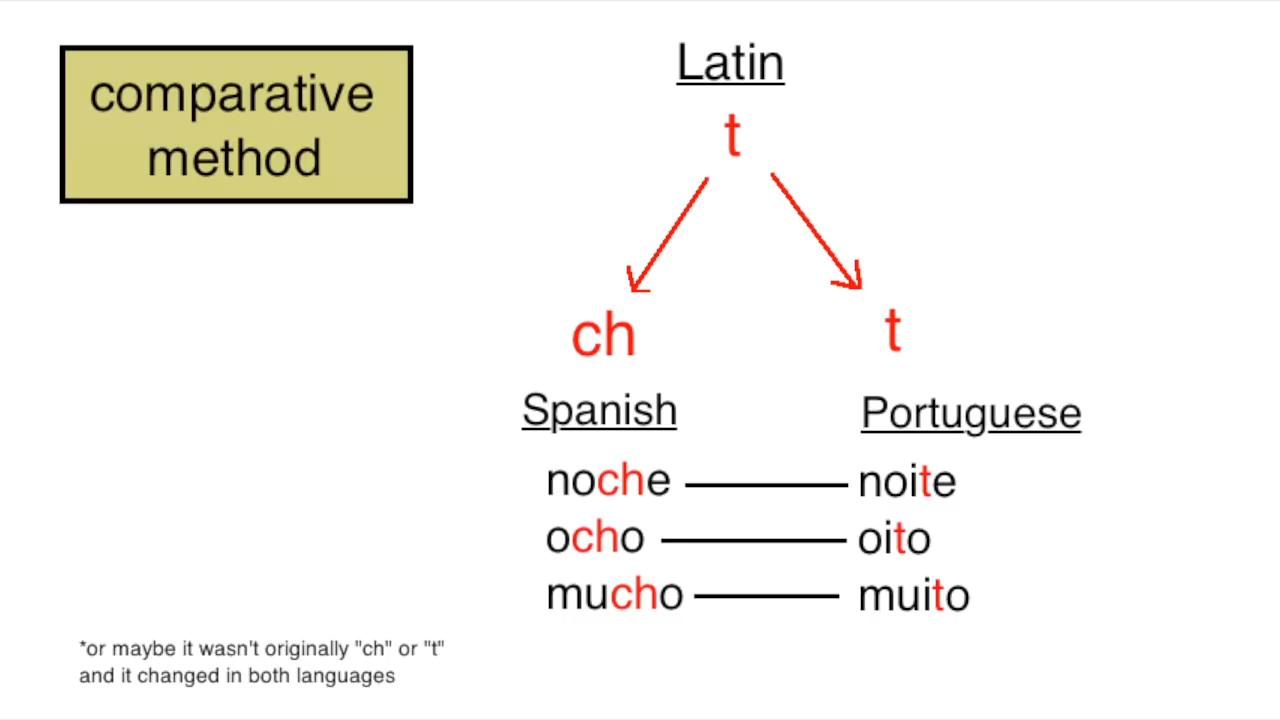 comparative
method
Latin
t
ch
t
Spanish
Portuguese
noche
noite
ocho
oito
mucho
muito
*or maybe it wasn't originally "ch" or "t"
and it changed in both languages